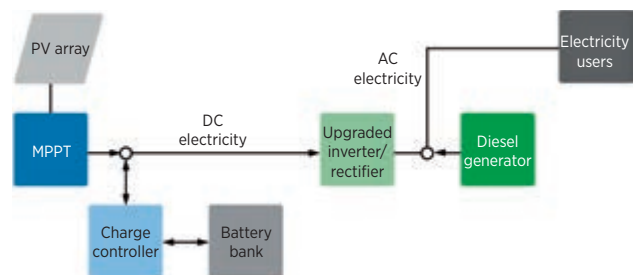 PV array
AC
electricity
Electricity
users
MPPT
DC
electricity
Upgraded
inverter/
rectifier
Diesel
generator
Charge
controller
Battery
bank